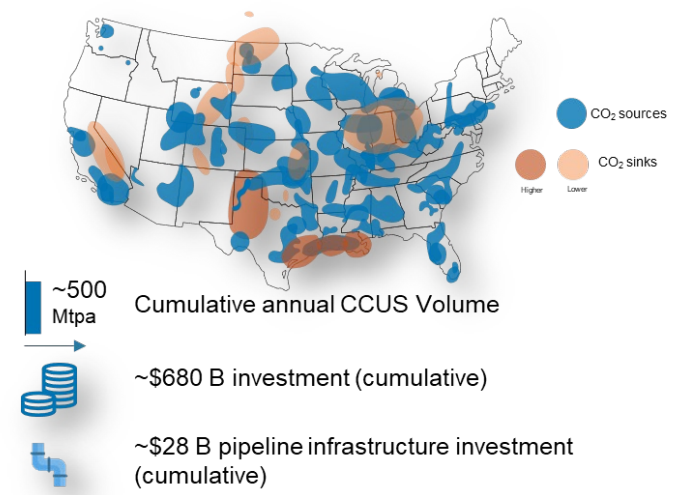 CO₂ sources
CO₂ sinks
Higher
Lower
~500
Mtpa
Cumulative annual CCUS Volume
~$680 B investment (cumulative)
~$28 B pipeline infrastructure investment
(cumulative)